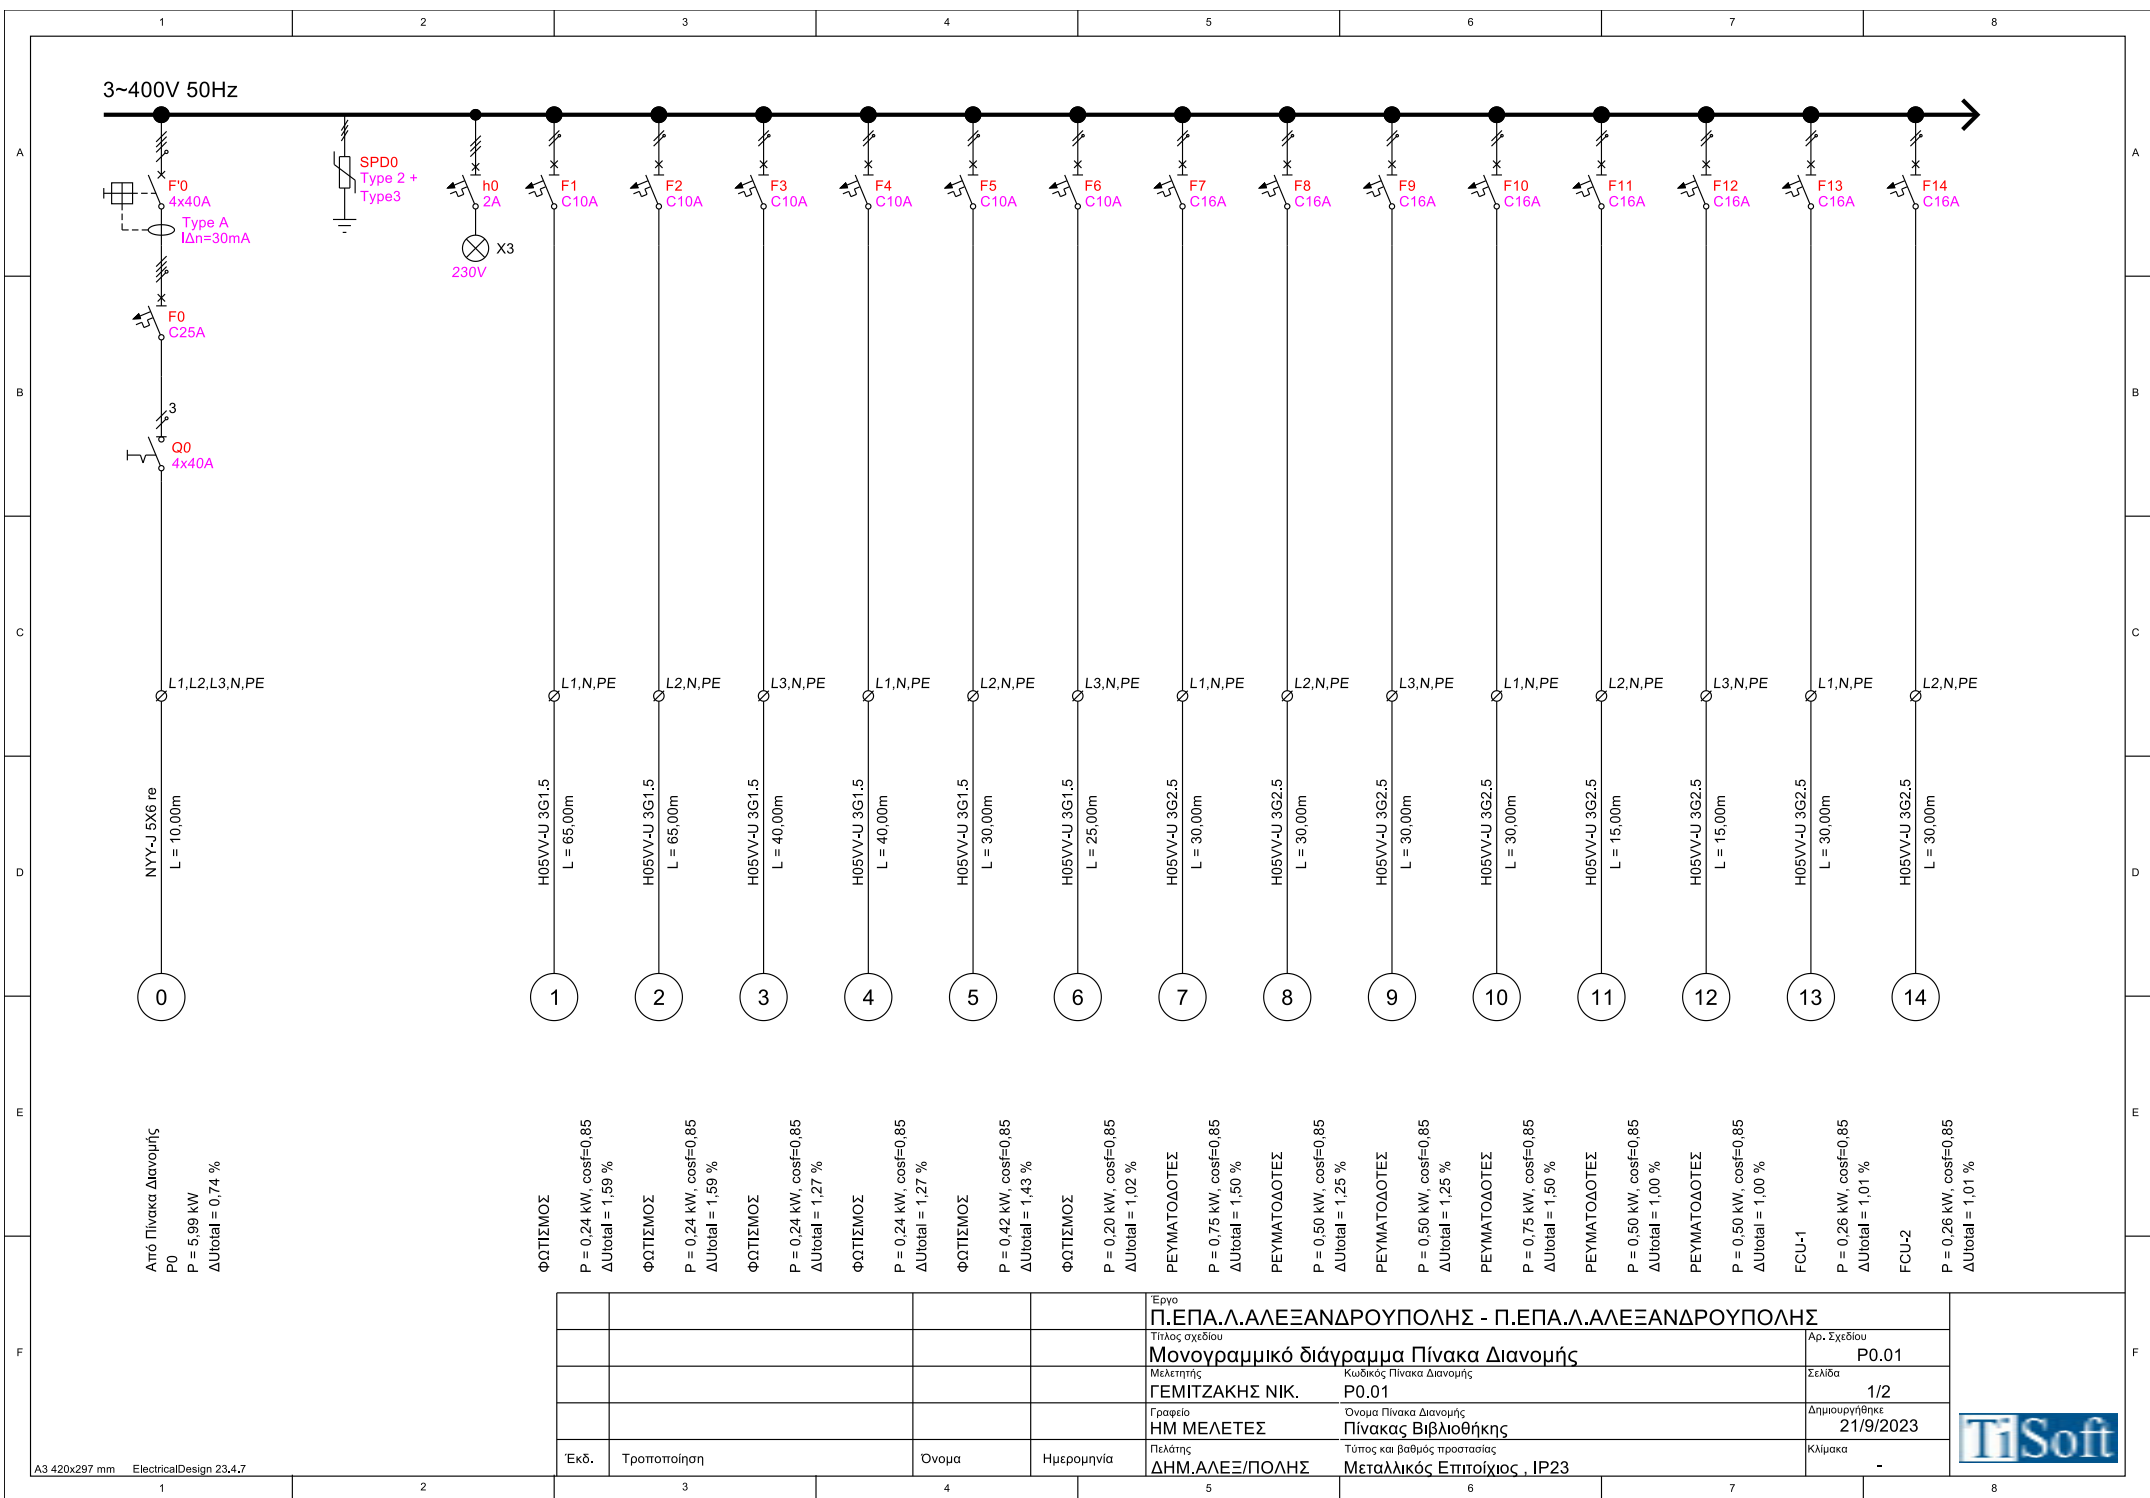 1 2 3 4 5 6 7 8
3~400V 50Hz
A A
F'0
4x40A
Type A
IΔn=30mA
SPD0
Type 2 +
Type3
h0
2A
X3
230V
F1
C10A
F2
C10A
F3
C10A
F4
C10A
F5
C10A
F6
C10A
F7
C16A
F8
C16A
F9
C16A
F10
C16A
F11
C16A
F12
C16A
F13
C16A
F14
C16A
F0
C25A
B B
3
Q0
4x40A
C C
L1,L2,L3,N,PE
L1,N,PE
L2,N,PE
L3,N,PE
L1,N,PE
L2,N,PE
L3,N,PE
L1,N,PE
L2,N,PE
L3,N,PE
L1,N,PE
L2,N,PE
L3,N,PE
L1,N,PE
L2,N,PE
D D
NYY-J 5X6 re
L = 10,00m
H05VV-U 3G1.5
L = 65,00m
H05VV-U 3G1.5
L = 65,00m
H05VV-U 3G1.5
L = 40,00m
H05VV-U 3G1.5
L = 40,00m
H05VV-U 3G1.5
L = 30,00m
H05VV-U 3G1.5
L = 25,00m
H05VV-U 3G2.5
L = 30,00m
H05VV-U 3G2.5
L = 30,00m
H05VV-U 3G2.5
L = 30,00m
H05VV-U 3G2.5
L = 30,00m
H05VV-U 3G2.5
L = 15,00m
H05VV-U 3G2.5
L = 15,00m
H05VV-U 3G2.5
L = 30,00m
H05VV-U 3G2.5
L = 30,00m
0 1 2 3 4 5 6 7 8 9 10 11 12 13 14
E E
Από Πίνακα Διανομής
P0
P = 5,99 kW
ΔUtotal = 0,74 %
ΦΩΤΙΣΜΟΣ
P = 0,24 kW, cosf=0,85
ΔUtotal = 1,59 %
ΦΩΤΙΣΜΟΣ
P = 0,24 kW, cosf=0,85
ΔUtotal = 1,59 %
ΦΩΤΙΣΜΟΣ
P = 0,24 kW, cosf=0,85
ΔUtotal = 1,27 %
ΦΩΤΙΣΜΟΣ
P = 0,24 kW, cosf=0,85
ΔUtotal = 1,27 %
ΦΩΤΙΣΜΟΣ
P = 0,42 kW, cosf=0,85
ΔUtotal = 1,43 %
ΦΩΤΙΣΜΟΣ
P = 0,20 kW, cosf=0,85
ΔUtotal = 1,02 %
ΡΕΥΜΑΤΟΔΟΤΕΣ
P = 0,75 kW, cosf=0,85
ΔUtotal = 1,50 %
ΡΕΥΜΑΤΟΔΟΤΕΣ
P = 0,50 kW, cosf=0,85
ΔUtotal = 1,25 %
ΡΕΥΜΑΤΟΔΟΤΕΣ
P = 0,50 kW, cosf=0,85
ΔUtotal = 1,25 %
ΡΕΥΜΑΤΟΔΟΤΕΣ
P = 0,75 kW, cosf=0,85
ΔUtotal = 1,50 %
ΡΕΥΜΑΤΟΔΟΤΕΣ
P = 0,50 kW, cosf=0,85
ΔUtotal = 1,00 %
ΡΕΥΜΑΤΟΔΟΤΕΣ
P = 0,50 kW, cosf=0,85
ΔUtotal = 1,00 %
FCU-1
P = 0,26 kW, cosf=0,85
ΔUtotal = 1,01 %
FCU-2
P = 0,26 kW, cosf=0,85
ΔUtotal = 1,01 %
F F
Έργο
Π.ΕΠΑ.Λ.ΑΛΕΞΑΝΔΡΟΥΠΟΛΗΣ - Π.ΕΠΑ.Λ.ΑΛΕΞΑΝΔΡΟΥΠΟΛΗΣ
Τίτλος σχεδίου
Μονογραμμικό διάγραμμα Πίνακα Διανομής
Αρ. Σχεδίου
P0.01
Μελετητής
ΓΕΜΙΤΖΑΚΗΣ ΝΙΚ.
Κωδικός Πίνακα Διανομής
P0.01
Σελίδα
1/2
Γραφείο
ΗΜ ΜΕΛΕΤΕΣ
Όνομα Πίνακα Διανομής
Πίνακας Βιβλιοθήκης
Δημιουργήθηκε
21/9/2023
Έκδ. Τροποποίηση Όνομα Ημερομηνία
Πελάτης
ΔΗΜ.ΑΛΕΞ/ΠΟΛΗΣ
Τύπος και βαθμός προστασίας
Μεταλλικός Επιτοίχιος , IP23
Κλίμακα
-
TiSoft
A3 420x297 mm ElectricalDesign 23.4.7
1 2 3 4 5 6 7 8